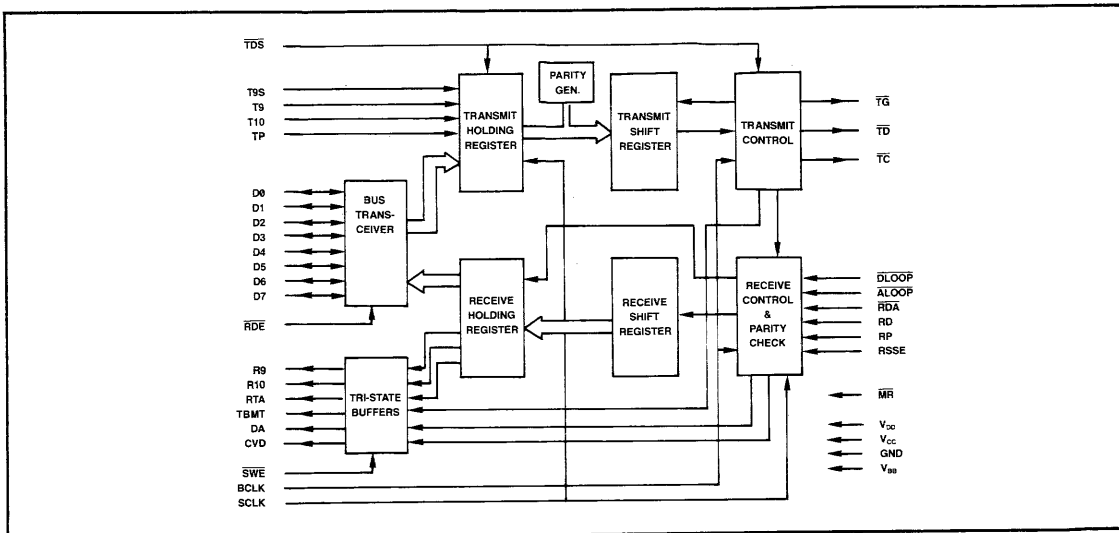 TDS
T9S
T9
T10
TP
D0
D1
D2
D3
D4
D5
D6
D7
RDE
R9
R10
RTA
TBMT
DA
CVD
SWE
BCLK
SCLK
BUS
TRANS-
CEIVER
TRI-STATE
BUFFERS
TRANSMIT
HOLDING
REGISTER
PARITY
GEN.
TRANSMIT
SHIFT
REGISTER
TRANSMIT
CONTROL
RECEIVE
HOLDING
REGISTER
RECEIVE
SHIFT
REGISTER
RECEIVE
CONTROL
&
PARITY
CHECK
TG
TD
TC
DLOOP
ALOOP
RDA
RD
RP
RSSE
MR
VDD
VCC
GND
VBB